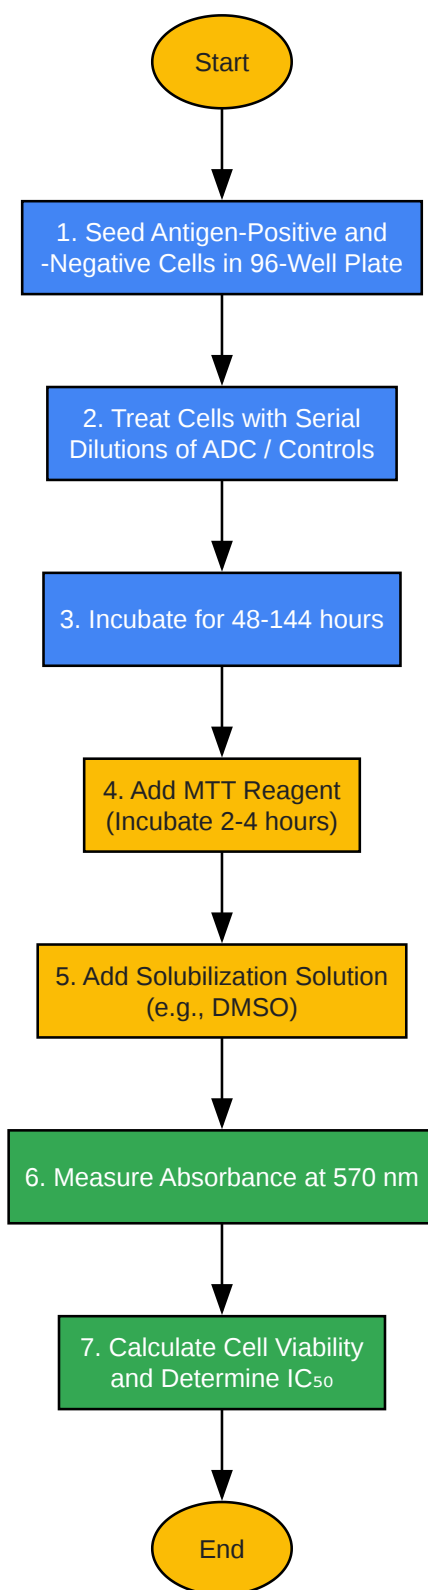 Start
1. Seed Antigen-Positive and
-Negative Cells in 96-Well Plate
2. Treat Cells with Serial
Dilutions of ADC / Controls
3. Incubate for 48-144 hours
4. Add MTT Reagent
(Incubate 2-4 hours)
5. Add Solubilization Solution
(e.g., DMSO)
6. Measure Absorbance at 570 nm
7. Calculate Cell Viability
and Determine IC₅₀
End